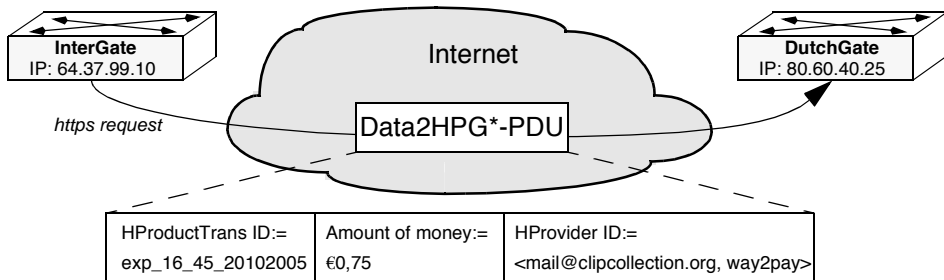 InterGate
IP: 64.37.99.10
Internet
DutchGate
IP: 80.60.40.25
https request
Data2HPG*-PDU
HProductTrans ID:=
exp_16_45_20102005
Amount of money:=
€0,75
HProvider ID:=
<mail@clipcollection.org, way2pay>